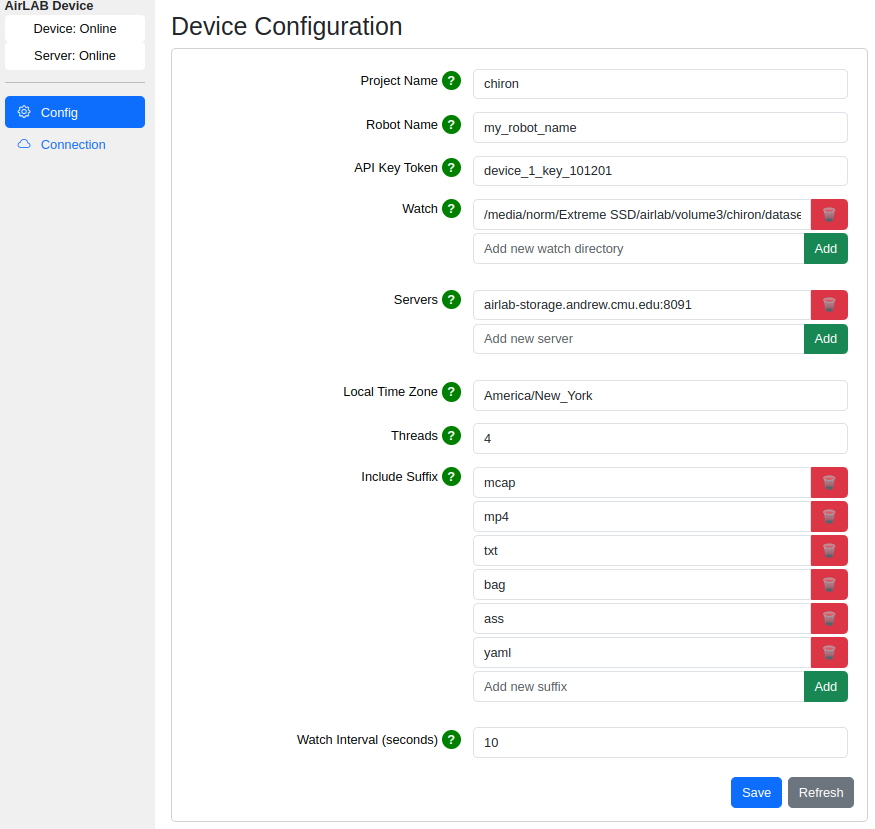 AirLAB Device
Device: Online
Server: Online
Config
Connection
Device Configuration
Project Name ?
chiron
Robot Name ?
my_robot_name
API Key Token ?
device_1_key_101201
Watch ?
/media/norm/Extreme SSD/airlab/volume3/chiron/datase
Add new watch directory
Add
Servers ?
airlab-storage.andrew.cmu.edu:8091
Add new server
Add
Local Time Zone ?
America/New_York
Threads ?
4
Include Suffix ?
mcap
mp4
txt
bag
ass
yaml
Add new suffix
Add
Watch Interval (seconds) ?
10
Save
Refresh